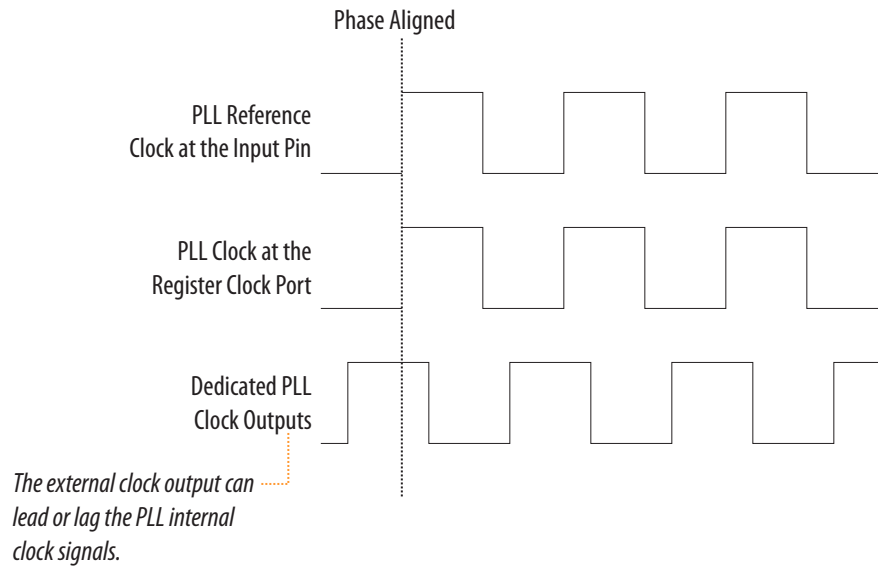 Phase Aligned
PLL Reference
Clock at the Input Pin
PLL Clock at the
Register Clock Port
Dedicated PLL
Clock Outputs
The external clock output can
lead or lag the PLL internal
clock signals.